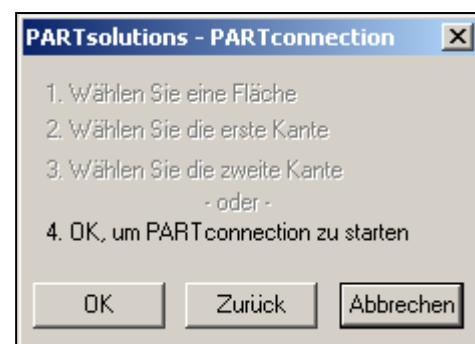 PARTsolutions - PARTconnection
1. Wählen Sie eine Fläche
2. Wählen Sie die erste Kante
3. Wählen Sie die zweite Kante
- oder -
4. OK, um PARTconnection zu starten
OK Zurück Abbrechen